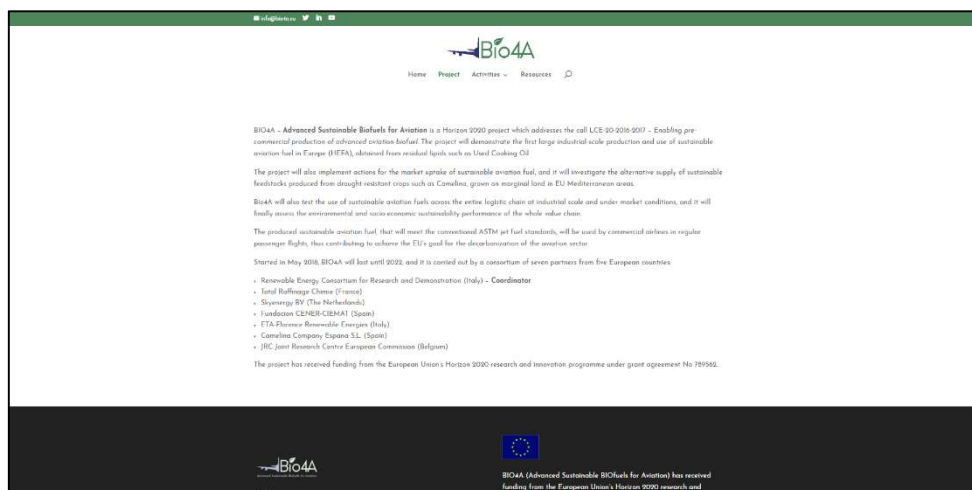 info@bio4a.eu
Bio4A
Home Project Activities Resources
BIO4A – Advanced Sustainable Biofuels for Aviation is a Horizon 2020 project which addresses the call LCE-20-2016-2017 – Enabling pre-
commercial production of advanced aviation biofuel. The project will demonstrate the first large industrial-scale production and use of sustainable
aviation fuel in Europe (HEFA), obtained from residual lipids such as Used Cooking Oil.
The project will also implement actions for the market uptake of sustainable aviation fuel, and it will investigate the alternative supply of sustainable
feedstocks produced from drought resistant crops such as Camelina, grown on marginal land in EU Mediterranean areas.
Bio4A will also test the use of sustainable aviation fuels across the entire logistic chain at industrial scale and under market conditions, and it will
finally assess the environmental and socio-economic sustainability performance of the whole value chain.
The produced sustainable aviation fuel, that will meet the conventional ASTM jet fuel standards, will be used by commercial airlines in regular
passenger flights, thus contributing to achieve the EU's goal for the decarbonization of the aviation sector.
Started in May 2018, BIO4A will last until 2022, and it is carried out by a consortium of seven partners from five European countries:
• Renewable Energy Consortium for Research and Demonstration (Italy) – Coordinator
• Total Raffinage Chimie (France)
• Skyenergy BV (The Netherlands)
• Fundacion CENER-CIEMAT (Spain)
• ETA-Florence Renewable Energies (Italy)
• Camelina Company Espana S.L. (Spain)
• JRC Joint Research Centre European Commission (Belgium)
The project has received funding from the European Union's Horizon 2020 research and innovation programme under grant agreement No 789562.
Bio4A
Advanced Sustainable Biofuels for Aviation
BIO4A (Advanced Sustainable BIOfuels for Aviation) has received
funding from the European Union's Horizon 2020 research and